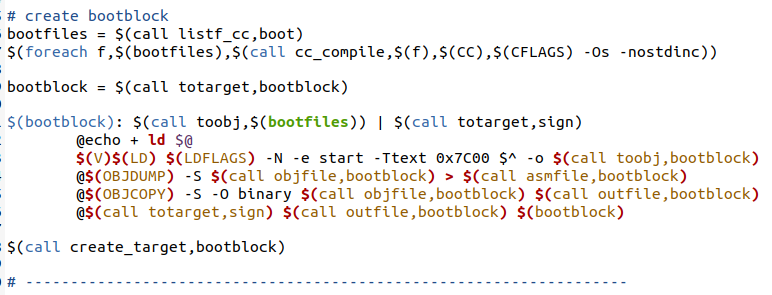 # create bootblock
bootfiles = $(call listf_cc,boot)
$(foreach f,$(bootfiles),$(call cc_compile,$(f),$(CC),$(CFLAGS) -Os -nostdinc))
bootblock = $(call totarget,bootblock)
$(bootblock): $(call toobj,$(bootfiles)) | $(call totarget,sign)
@echo + ld $@
$(V)$(LD) $(LDFLAGS) -N -e start -Ttext 0x7C00 $^ -o $(call toobj,bootblock)
@$(OBJDUMP) -S $(call objfile,bootblock) > $(call asmfile,bootblock)
@$(OBJCOPY) -S -O binary $(call objfile,bootblock) $(call outfile,bootblock)
@$(call totarget,sign) $(call outfile,bootblock) $(bootblock)
$(call create_target,bootblock)
# -------------------------------------------------------------------